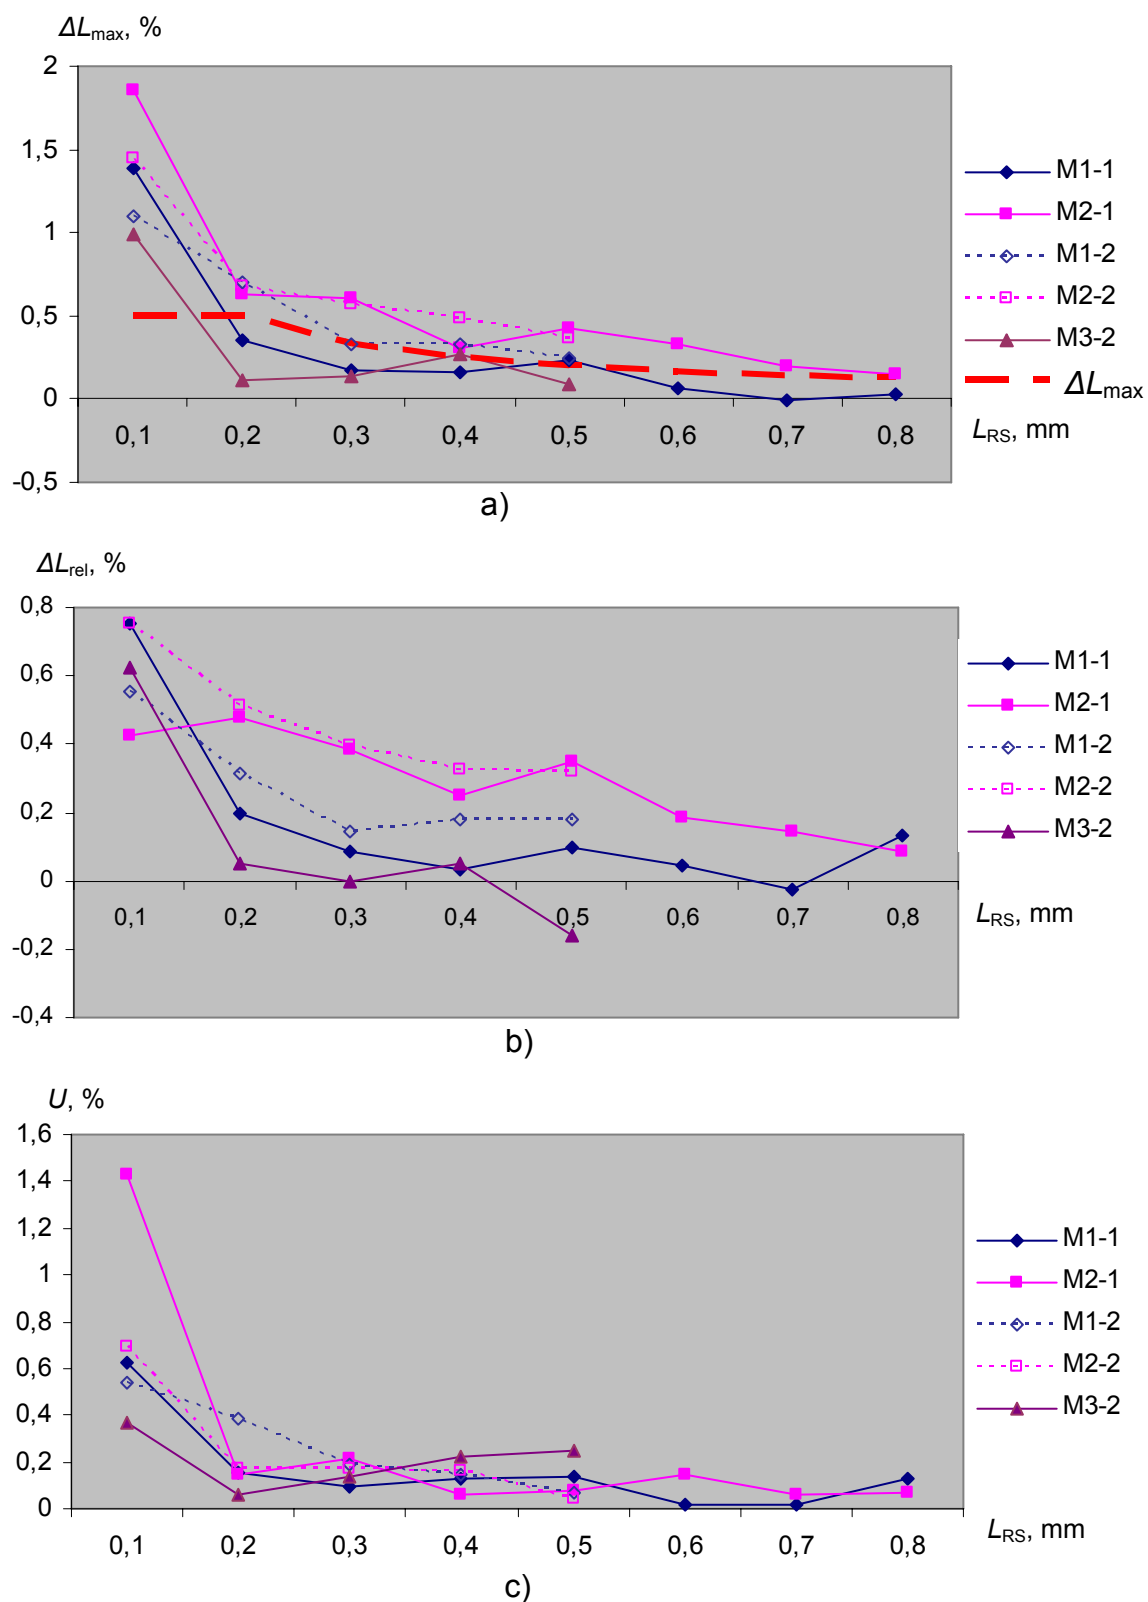 ΔLmax, %
2
1,5
1
0,5
0
-0,5
0,1 0,2 0,3 0,4 0,5 0,6 0,7 0,8
LRS, mm
M1-1
M2-1
M1-2
M2-2
M3-2
ΔLmax
a)
ΔLrel, %
0,8
0,6
0,4
0,2
0
-0,2
-0,4
0,1 0,2 0,3 0,4 0,5 0,6 0,7 0,8
LRS, mm
M1-1
M2-1
M1-2
M2-2
M3-2
b)
U, %
1,6
1,4
1,2
1
0,8
0,6
0,4
0,2
0
0,1 0,2 0,3 0,4 0,5 0,6 0,7 0,8
LRS, mm
M1-1
M2-1
M1-2
M2-2
M3-2
c)